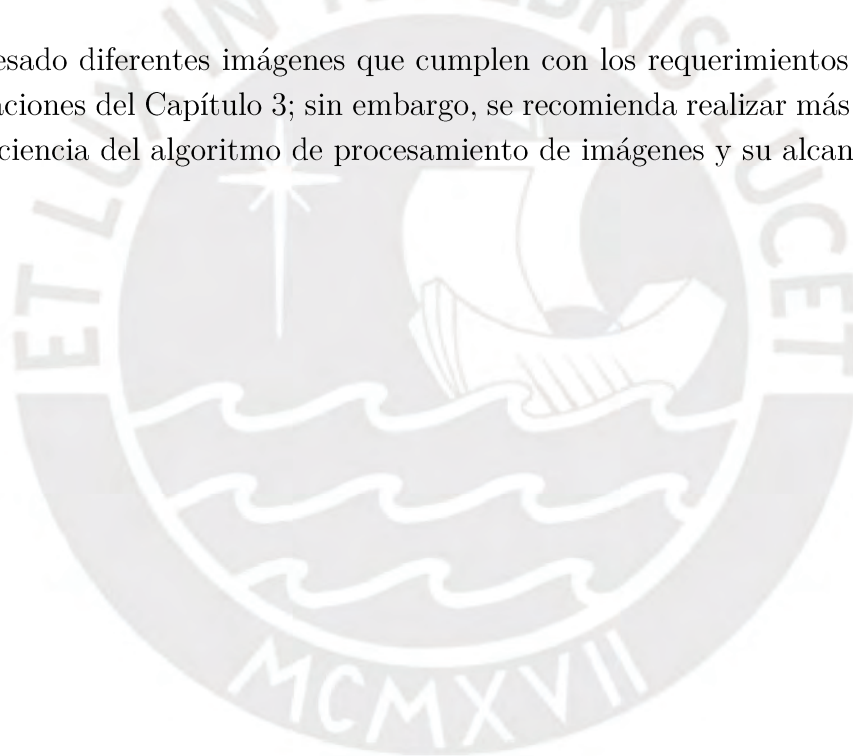 esado diferentes imágenes que cumplen con los requerimientos
aciones del Capítulo 3; sin embargo, se recomienda realizar más
ciencia del algoritmo de procesamiento de imágenes y su alcan
ET LUX IN TENEBRIS LUCET
MCMXVII